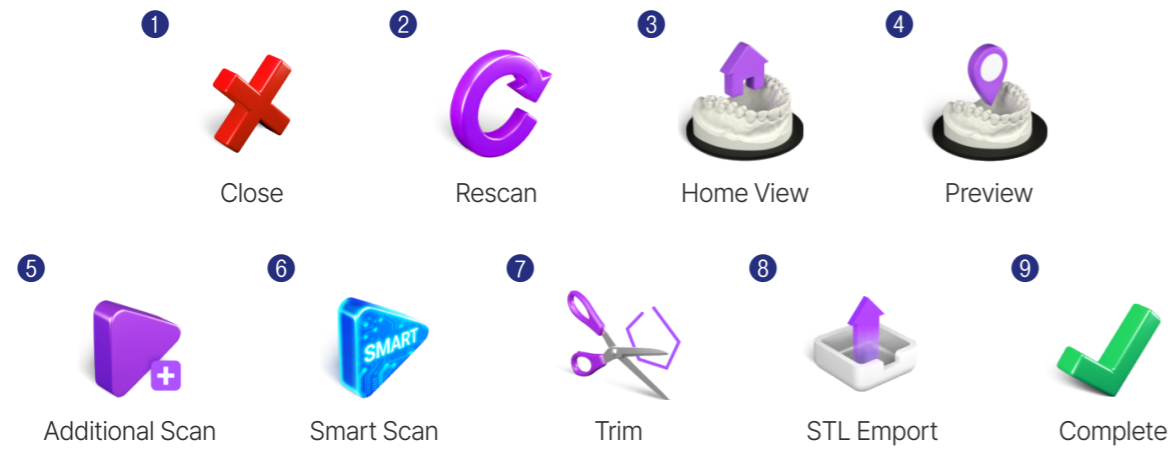 1 2 3 4
Close Rescan Home View Preview
5 6 7 8 9
SMART
Additional Scan Smart Scan Trim STL Emport Complete